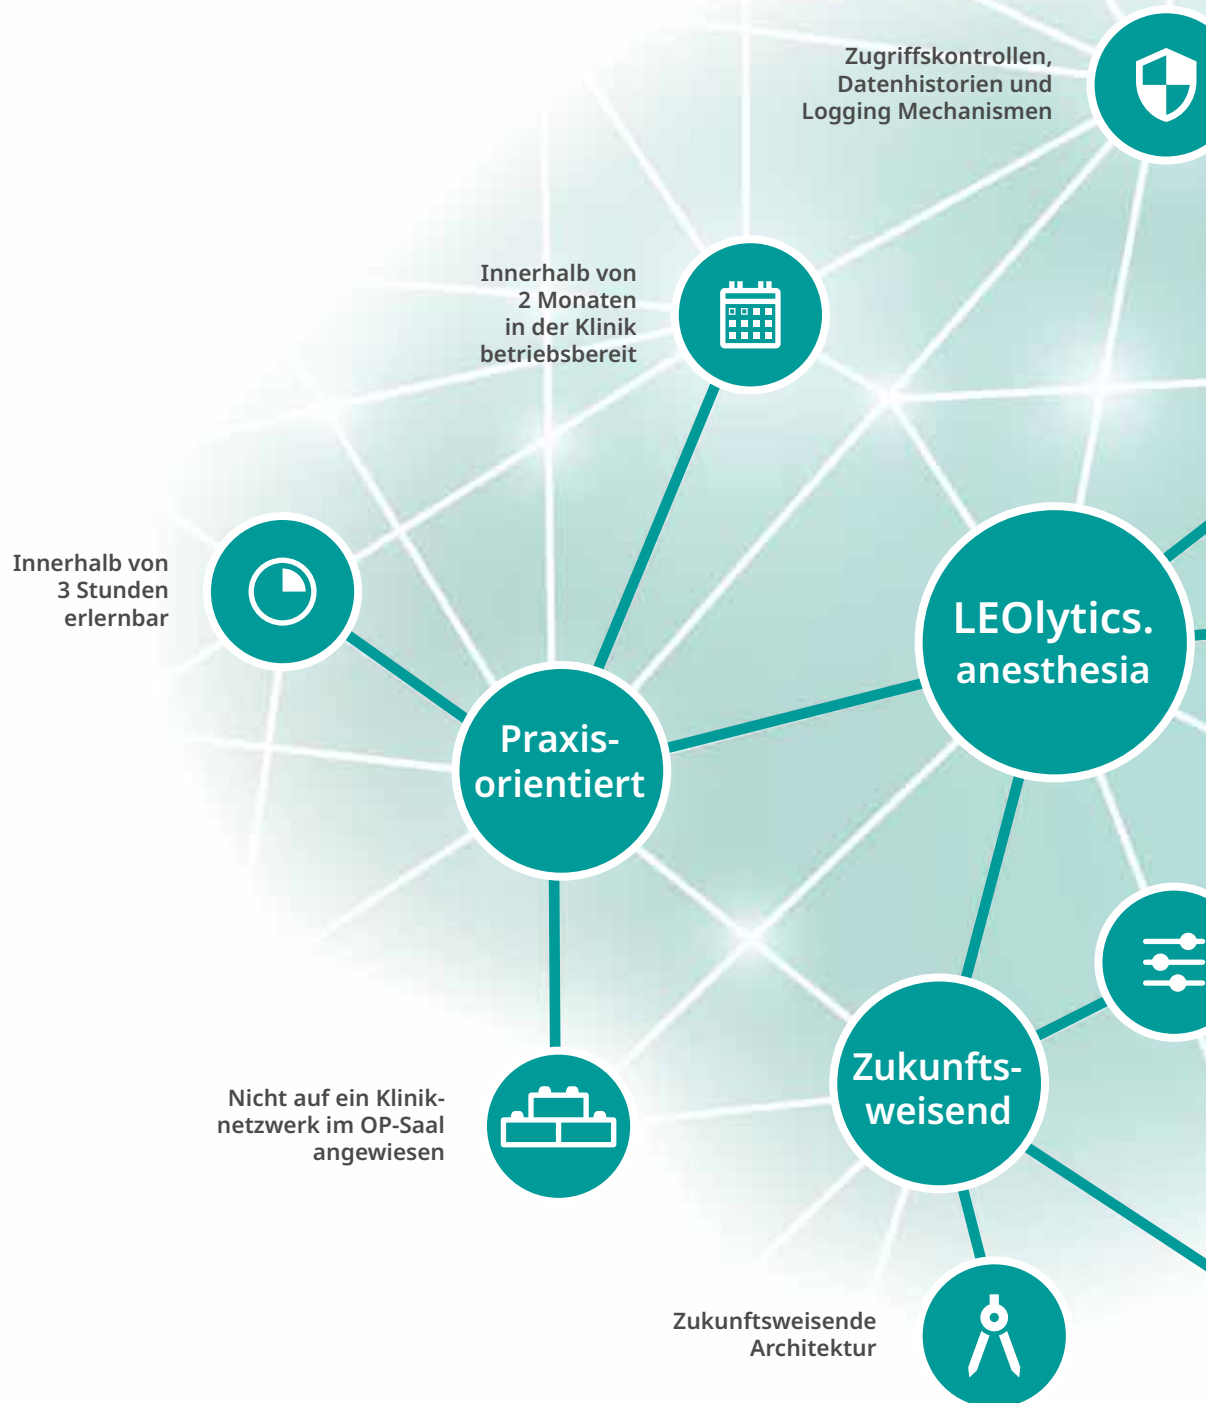 Zugriffskontrollen,
Datenhistorien und
Logging Mechanismen
Innerhalb von
2 Monaten
in der Klinik
betriebsbereit
Innerhalb von
3 Stunden
erlernbar
LEOlytics.
anesthesia
Praxis-
orientiert
Zukunfts-
weisend
Nicht auf ein Klinik-
netzwerk im OP-Saal
angewiesen
Zukunftsweisende
Architektur